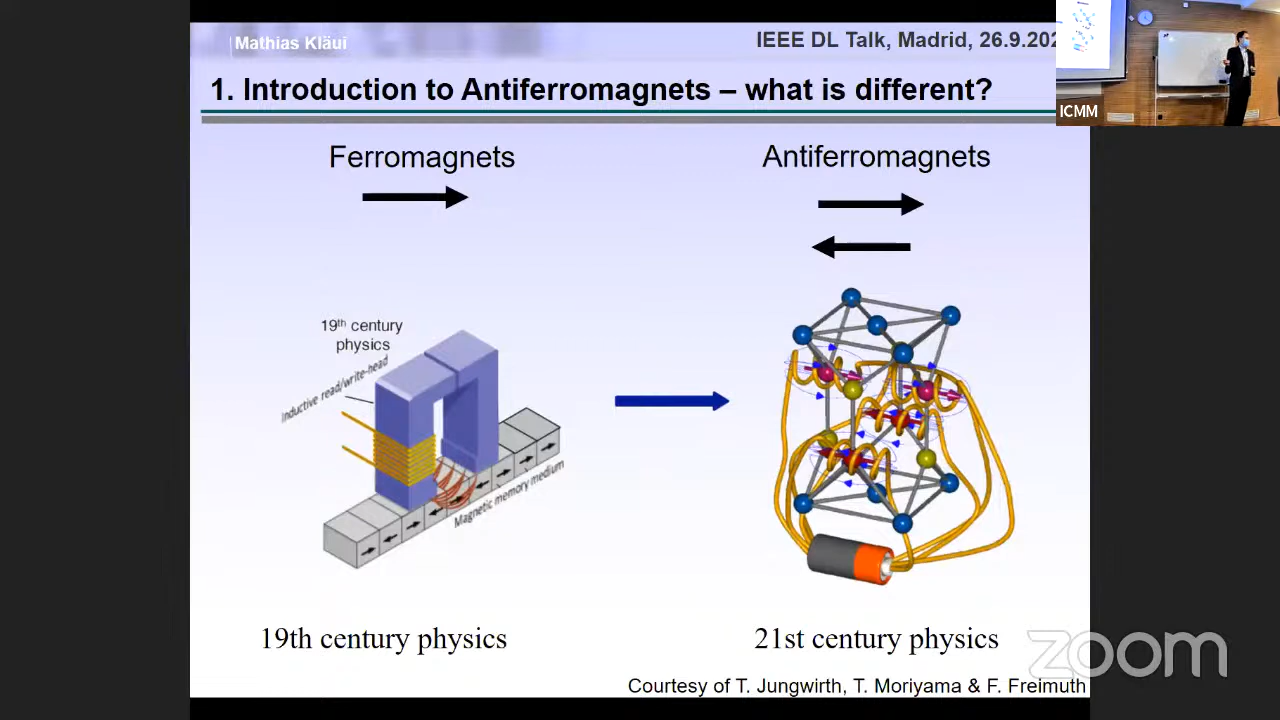 Mathias Kläui
IEEE DL Talk, Madrid, 26.9.202
ICMM
1. Introduction to Antiferromagnets – what is different?
Ferromagnets
Antiferromagnets
19th century
physics
Inductive read/write-head
Magnetic memory medium
19th century physics
21st century physics
zoom
Courtesy of T. Jungwirth, T. Moriyama & F. Freimuth